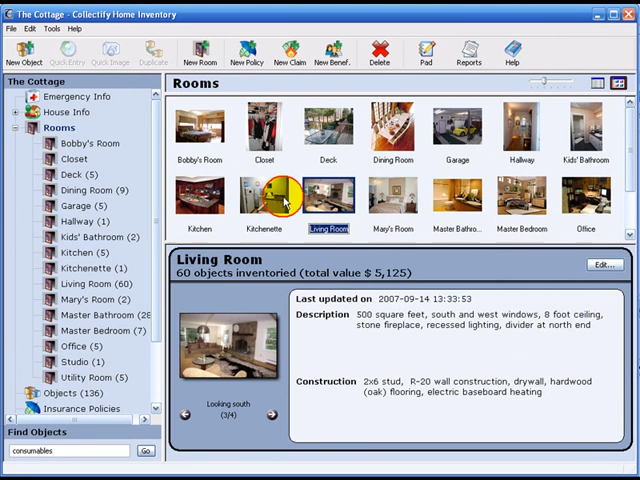 The Cottage - Collectify Home Inventory
File Edit Tools Help
New Object Quick Entry Quick Image Duplicate New Room New Policy New Claim New Benef. Delete Pad Reports Help
The Cottage
Emergency Info
House Info
Rooms
Bobby's Room
Closet
Deck (5)
Dining Room (9)
Garage (5)
Hallway (1)
Kids' Bathroom (2)
Kitchen (5)
Kitchenette (1)
Living Room (60)
Mary's Room (2)
Master Bathroom (28
Master Bedroom (7)
Office (5)
Studio (1)
Utility Room (5)
Objects (136)
Insurance Policies
Find Objects
consumables Go
Rooms
Bobby's Room Closet Deck Dining Room Garage Hallway Kids' Bathroom
Kitchen Kitchenette Living Room Mary's Room Master Bathro... Master Bedroom Office
Living Room
60 objects inventoried (total value $ 5,125)
Edit...
Last updated on 2007-09-14 13:33:53
Description 500 square feet, south and west windows, 8 foot ceiling,
stone fireplace, recessed lighting, divider at north end
Construction 2x6 stud, R-20 wall construction, drywall, hardwood
(oak) flooring, electric baseboard heating
Looking south
(3/4)